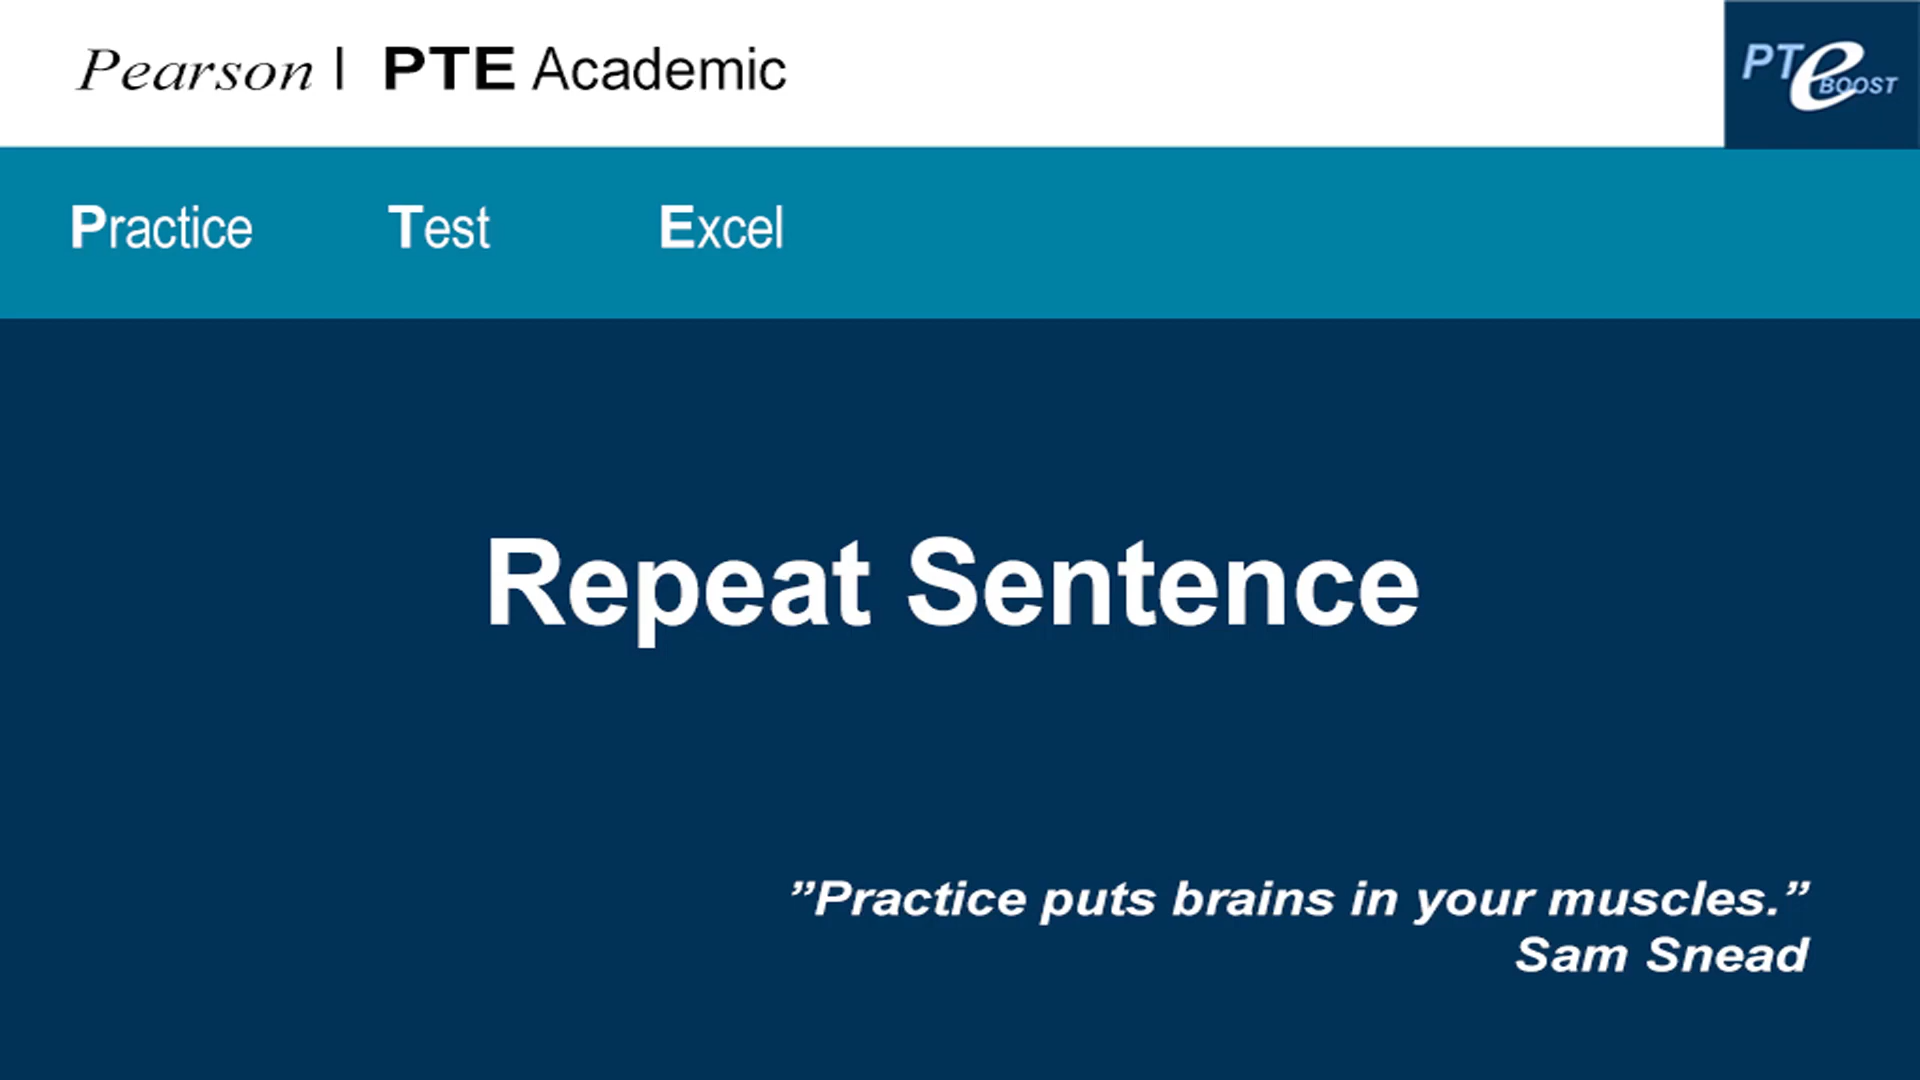 Pearson | PTE Academic
PTe BOOST
Practice Test Excel
Repeat Sentence
”Practice puts brains in your muscles.”
Sam Snead